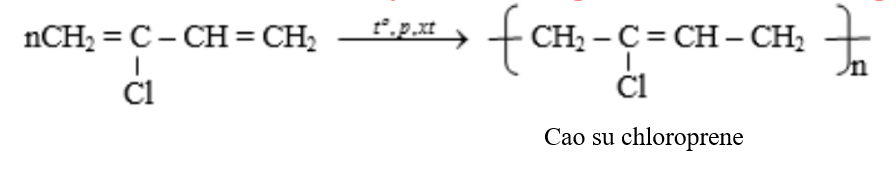 nCH₂ = C – CH = CH₂ t°, p, xt ( CH₂ – C = CH – CH₂ )n
Cl Cl
Cao su chloroprene